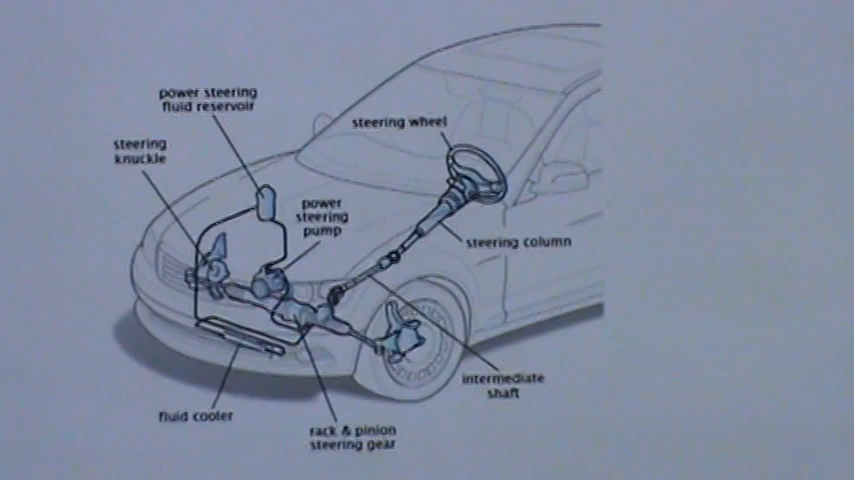 power steering
fluid reservoir
steering wheel
steering
knuckle
power
steering
pump
steering column
intermediate
shaft
fluid cooler
rack & pinion
steering gear